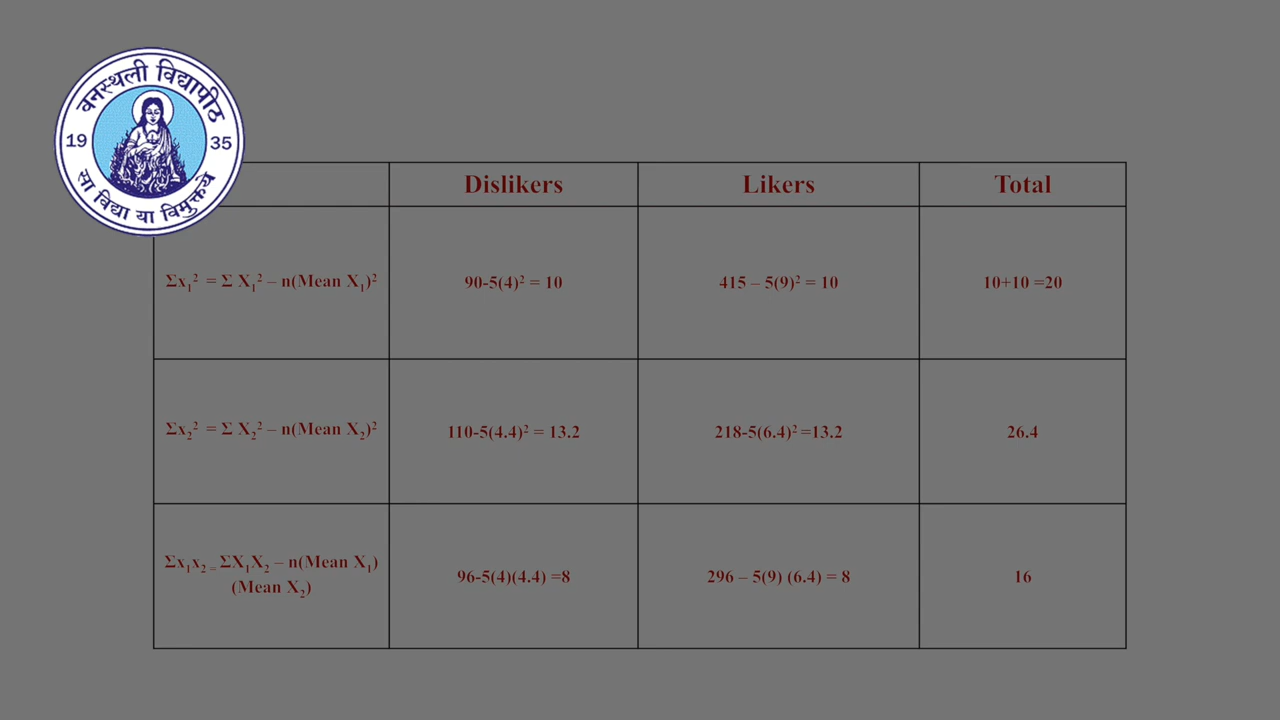 वनस्थली विद्यापीठ
19 35
सा विद्या या विमुक्तये
Dislikers Likers Total
Σx₁² = Σ X₁² – n(Mean X₁)² 90-5(4)² = 10 415 – 5(9)² = 10 10+10 =20
Σx₂² = Σ X₂² – n(Mean X₂)² 110-5(4.4)² = 13.2 218-5(6.4)² =13.2 26.4
Σx₁x₂ = ΣX₁X₂ – n(Mean X₁)
(Mean X₂)
96-5(4)(4.4) =8 296 – 5(9) (6.4) = 8 16